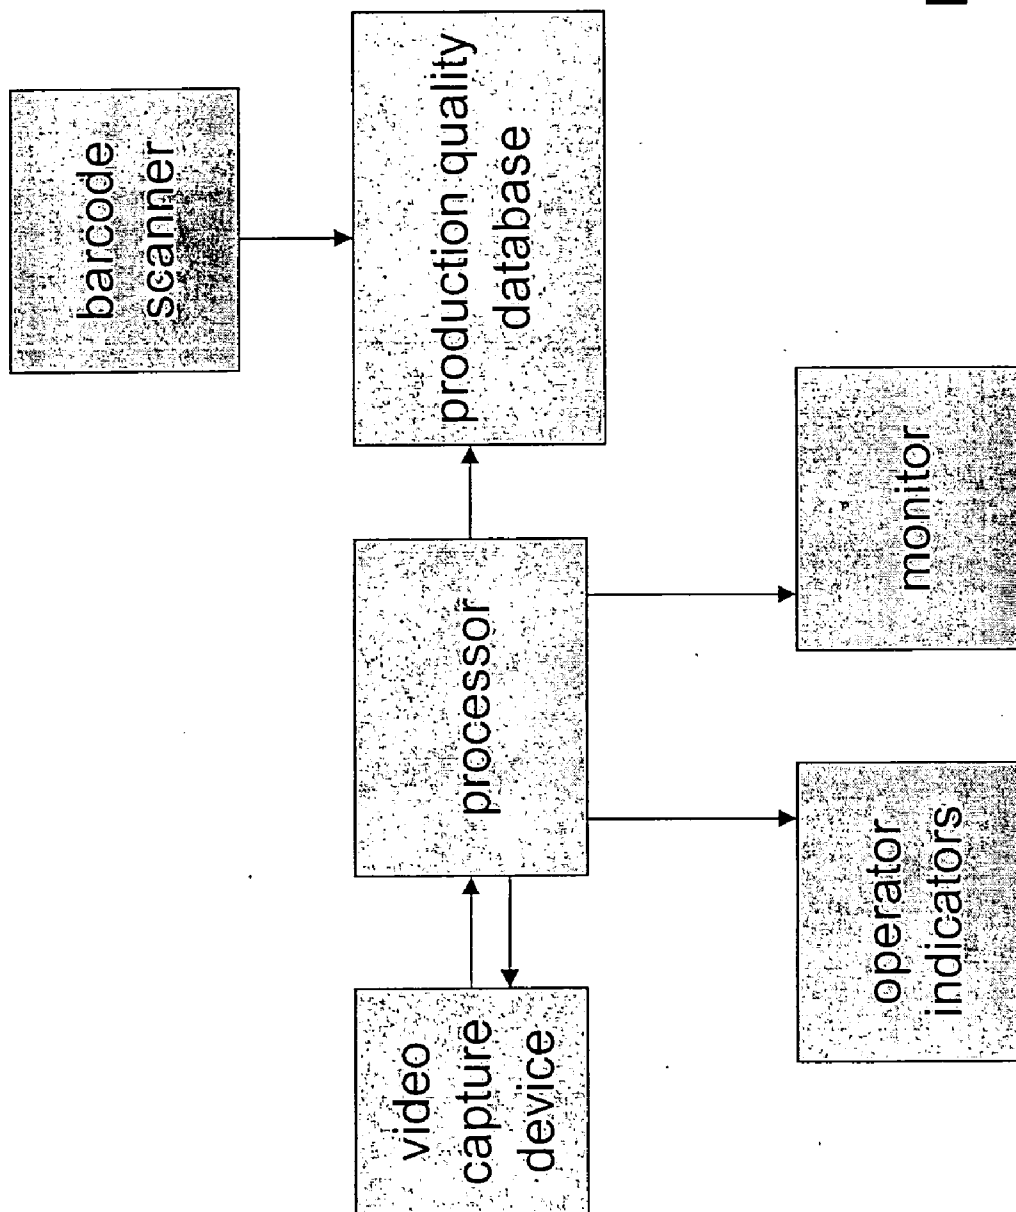 barcode
scanner
production quality
database
processor
monitor
video
capture
device
operator
indicators